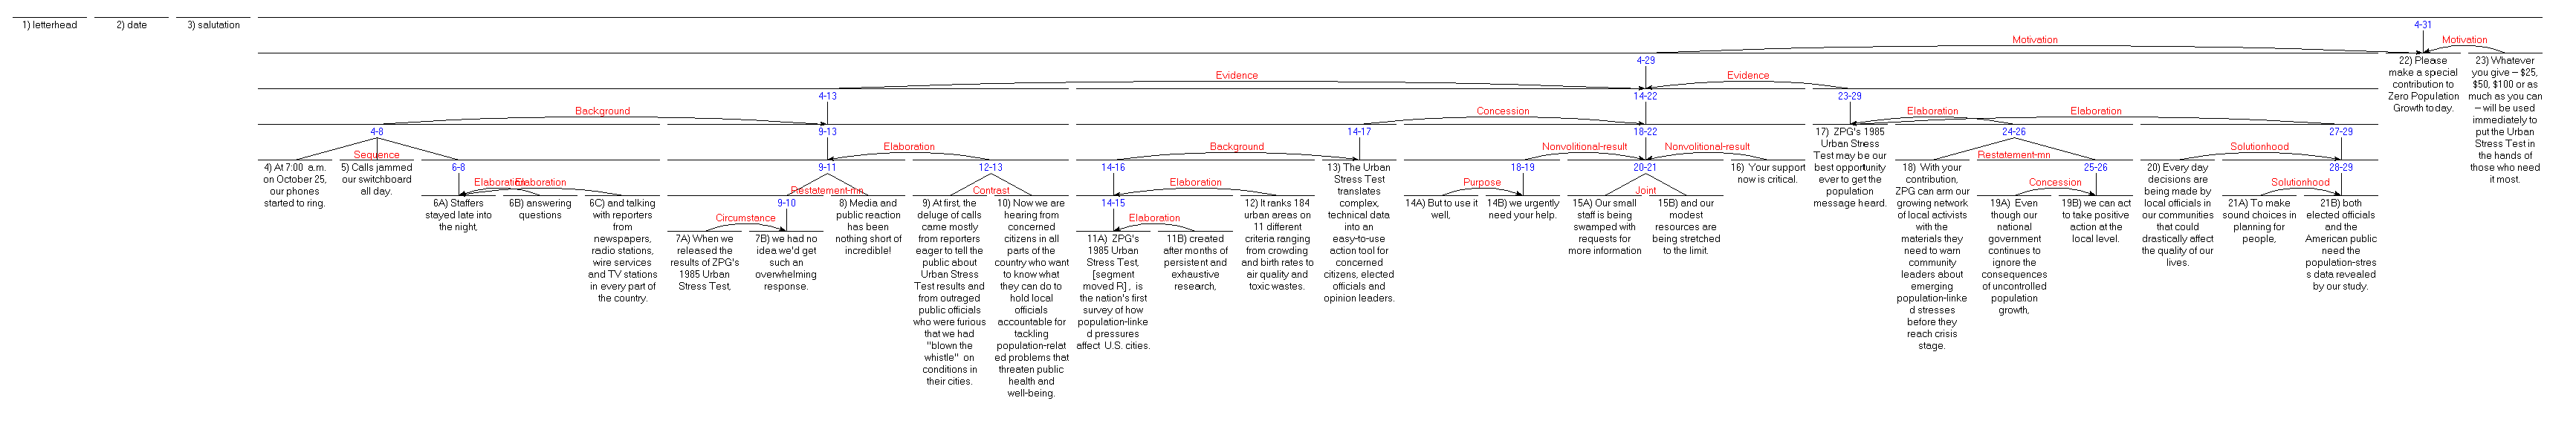 1) letterhead
2) date
3) salutation
4-31
Motivation
Motivation
4-29
22) Please
make a special
contribution to
Zero Population
Growth today.
23) Whatever
you give – $25,
$50, $100 or as
much as you can
– will be used
immediately to
put the Urban
Stress Test in
the hands of
those who need
it most.
Evidence
Evidence
4-13
14-22
23-29
Background
Concession
Elaboration
Elaboration
4-8
9-13
14-17
18-22
17) ZPG's 1985
Urban Stress
Test may be our
best opportunity
ever to get the
population
message heard.
24-26
27-29
Sequence
Elaboration
Background
Nonvolitional-result
Nonvolitional-result
Restatement-mn
Solutionhood
4) At 7:00 a.m.
on October 25,
our phones
started to ring.
5) Calls jammed
our switchboard
all day.
6-8
9-11
12-13
14-16
13) The Urban
Stress Test
translates
complex,
technical data
into an
easy-to-use
action tool for
concerned
citizens, elected
officials and
opinion leaders.
18-19
20-21
16) Your support
now is critical.
18) With your
contribution,
ZPG can arm our
growing network
of local activists
with the
materials they
need to warn
community
leaders about
emerging
population-linke
d stresses
before they
reach crisis
stage.
25-26
20) Every day
decisions are
being made by
local officials in
our communities
that could
drastically affect
the quality of our
lives.
28-29
Elaboration
Elaboration
Restatement-mn
Contrast
Elaboration
Purpose
Joint
Concession
Solutionhood
6A) Staffers
stayed late into
the night,
6B) answering
questions
6C) and talking
with reporters
from
newspapers,
radio stations,
wire services
and TV stations
in every part of
the country.
9-10
8) Media and
public reaction
has been
nothing short of
incredible!
9) At first, the
deluge of calls
came mostly
from reporters
eager to tell the
public about
Urban Stress
Test results and
from outraged
public officials
who were furious
that we had
"blown the
whistle" on
conditions in
their cities.
10) Now we are
hearing from
concerned
citizens in all
parts of the
country who want
to know what
they can do to
hold local
officials
accountable for
tackling
population-relat
ed problems that
threaten public
health and
well-being.
14-15
12) It ranks 184
urban areas on
11 different
criteria ranging
from crowding
and birth rates to
air quality and
toxic wastes.
14A) But to use it
well,
14B) we urgently
need your help.
15A) Our small
staff is being
swamped with
requests for
more information
15B) and our
modest
resources are
being stretched
to the limit.
19A) Even
though our
national
government
continues to
ignore the
consequences
of uncontrolled
population
growth,
19B) we can act
to take positive
action at the
local level.
21A) To make
sound choices in
planning for
people,
21B) both
elected officials
and the
American public
need the
population-stres
s data revealed
by our study.
Circumstance
Elaboration
7A) When we
released the
results of ZPG's
1985 Urban
Stress Test,
7B) we had no
idea we'd get
such an
overwhelming
response.
11A) ZPG's
1985 Urban
Stress Test,
[segment
moved R] , is
the nation's first
survey of how
population-linke
d pressures
affect U.S. cities.
11B) created
after months of
persistent and
exhaustive
research,